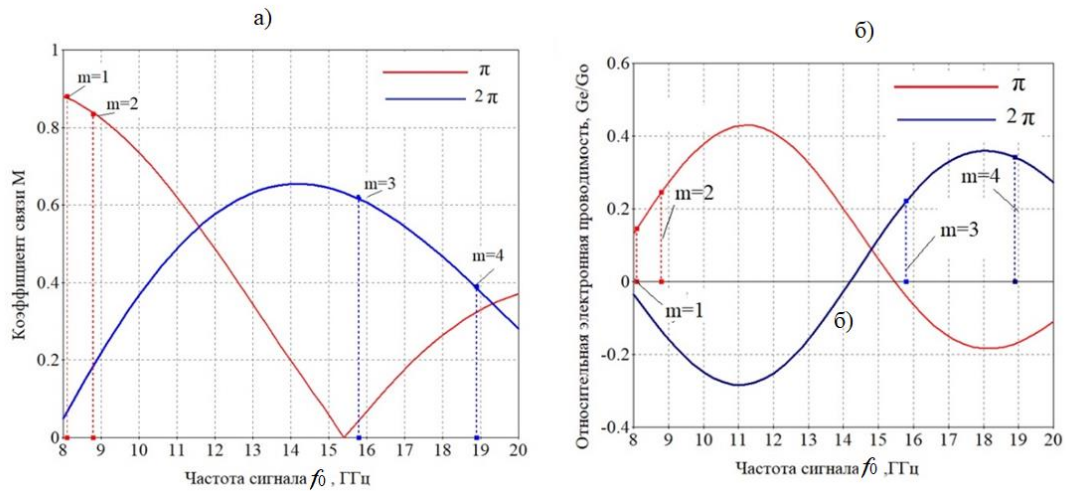 а)
1
0.8
0.6
0.4
0.2
0
8 9 10 11 12 13 14 15 16 17 18 19 20
m=1
m=2
m=3
m=4
π
2 π
Коэффициент связи M
Частота сигнала f0 , ГГц
б)
0.6
0.4
0.2
0
-0.2
-0.4
8 9 10 11 12 13 14 15 16 17 18 19 20
π
2 π
m=2
m=4
m=3
m=1
б)
Относительная электронная проводимость, Ge/Go
Частота сигнала f0 ,ГГц